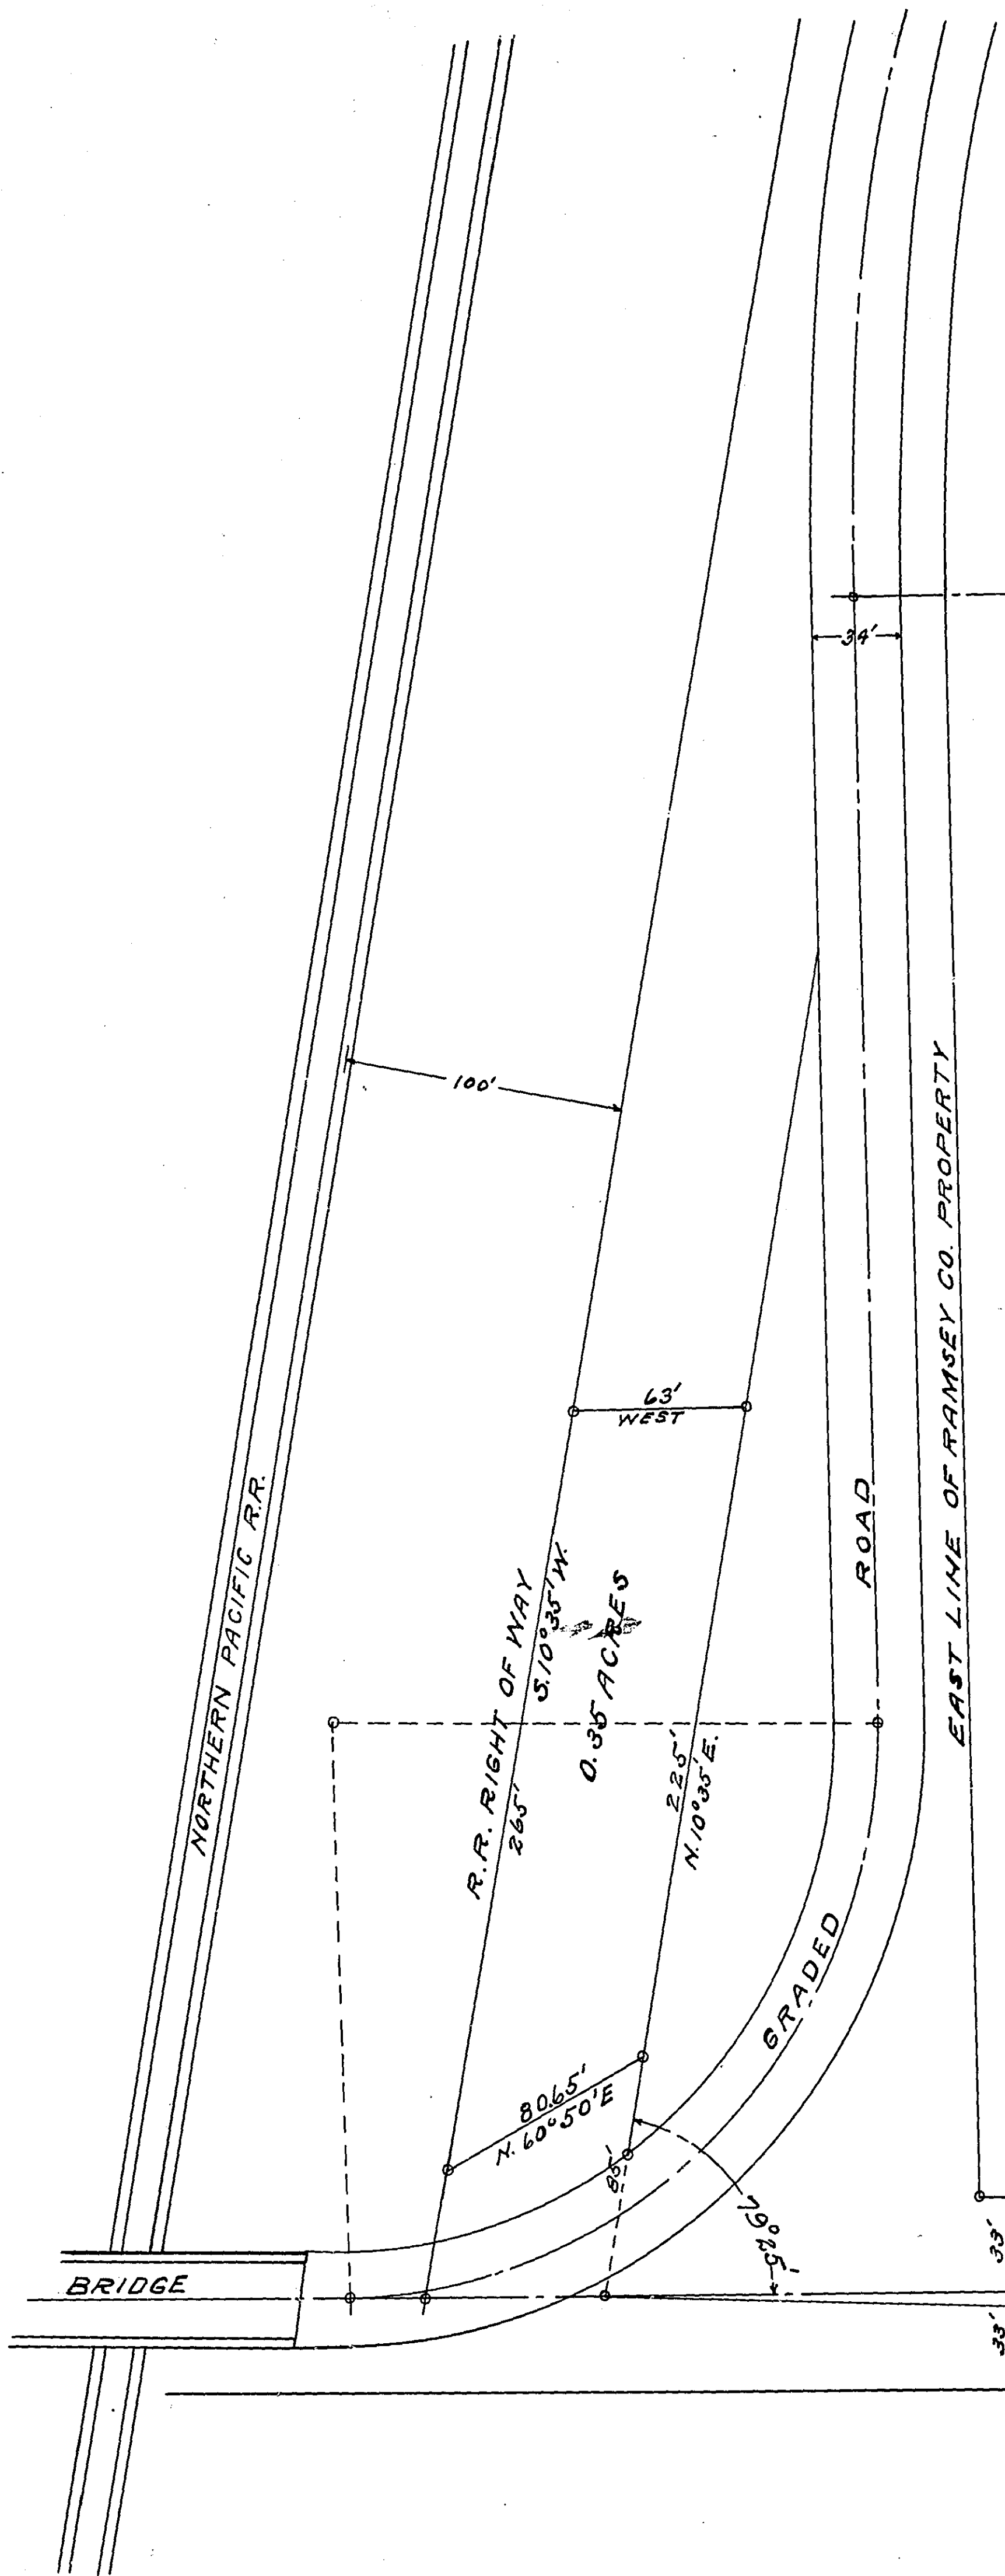 34'
100'
EAST LINE OF RAMSEY CO. PROPERTY
63'
WEST
NORTHERN PACIFIC R.R.
ROAD
R.R. RIGHT OF WAY
S.10°35'W.
265'
0.35 ACRES
225'
N.10°35'E.
GRADED
80.65'
N.60°50'E
85'
79°25'
33'
33'
BRIDGE